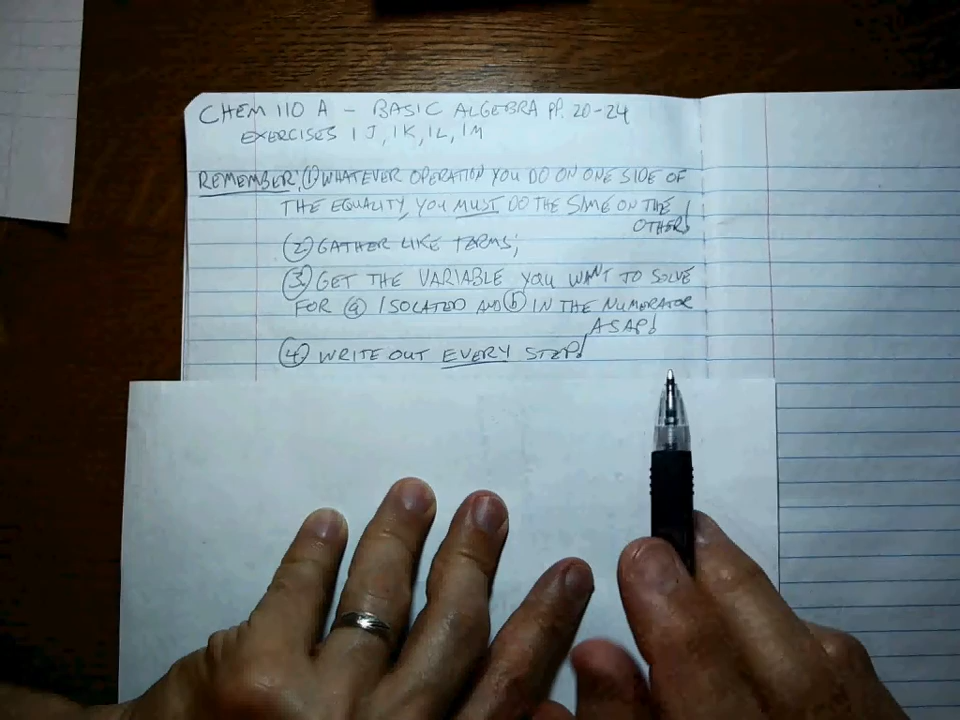 CHEM 110 A - BASIC ALGEBRA PP. 20-24
EXERCISES 1J, 1K, 1L, 1M
REMEMBER: (1) WHATEVER OPERATION YOU DO ON ONE SIDE OF
THE EQUALITY, YOU MUST DO THE SAME ON THE
OTHER!
(2.) GATHER LIKE TERMS;
(3.) GET THE VARIABLE YOU WANT TO SOLVE
FOR (a) ISOLATED AND (b) IN THE NUMERATOR
ASAP!
(4.) WRITE OUT EVERY STEP!